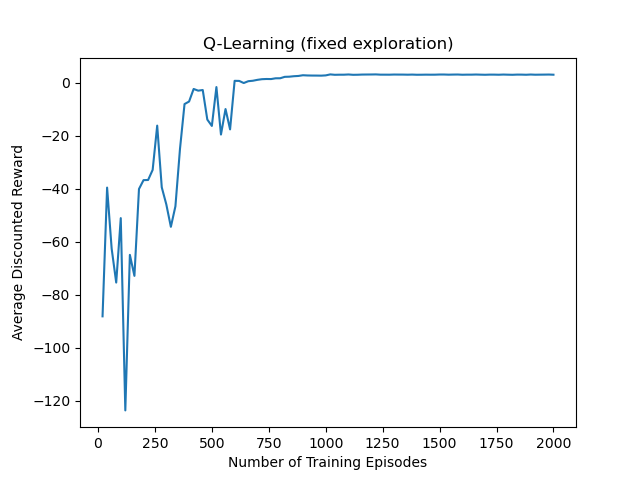 Q-Learning (fixed exploration)
Average Discounted Reward
0
−20
−40
−60
−80
−100
−120
0 250 500 750 1000 1250 1500 1750 2000
Number of Training Episodes